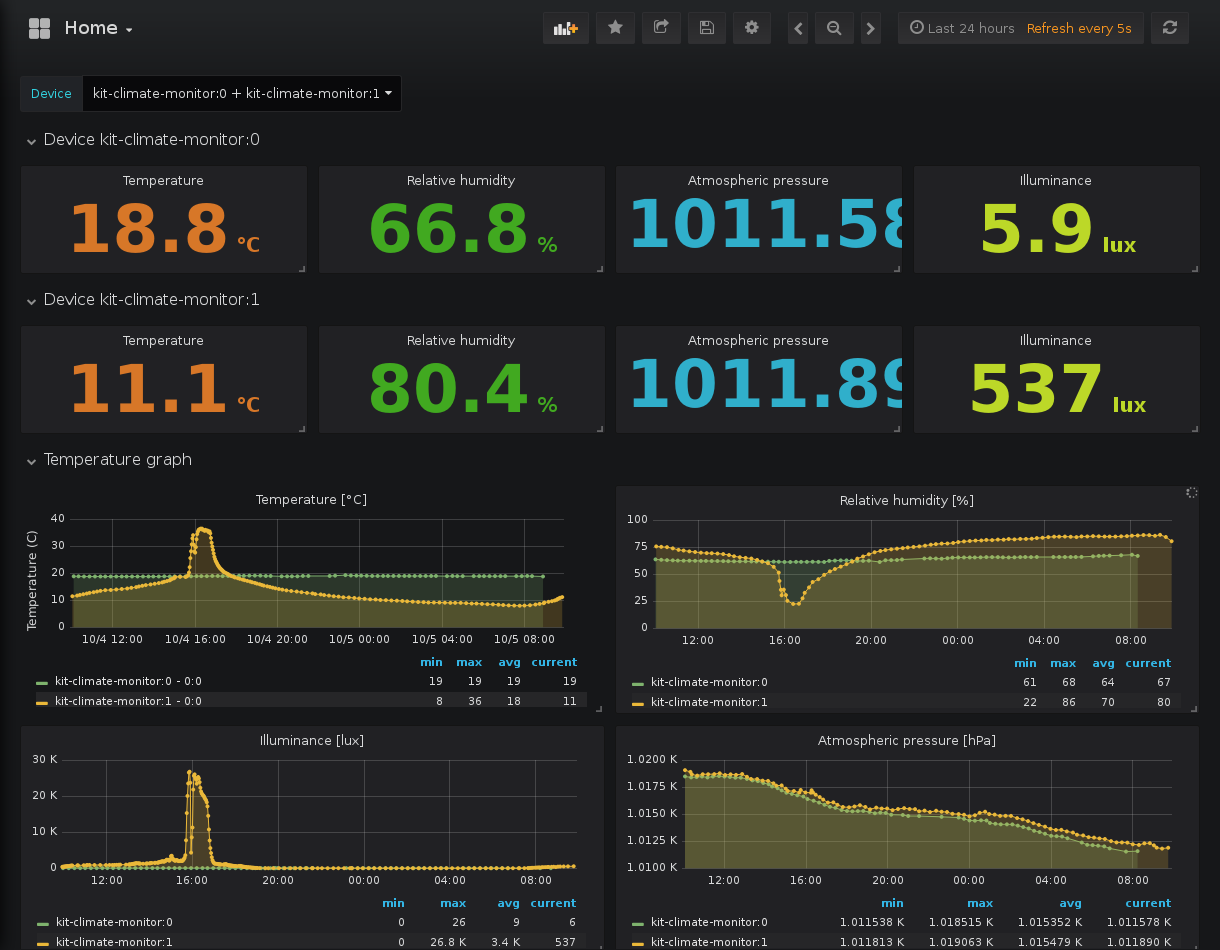 Home
Last 24 hours Refresh every 5s
Device kit-climate-monitor:0 + kit-climate-monitor:1
Device kit-climate-monitor:0
Temperature Relative humidity Atmospheric pressure Illuminance
18.8 °C 66.8 % 1011.58 5.9 lux
Device kit-climate-monitor:1
Temperature Relative humidity Atmospheric pressure Illuminance
11.1 °C 80.4 % 1011.89 537 lux
Temperature graph
Temperature [°C]
Temperature (C)
40
30
20
10
0
10/4 12:00 10/4 16:00 10/4 20:00 10/5 00:00 10/5 04:00 10/5 08:00
min max avg current
kit-climate-monitor:0 - 0:0 19 19 19 19
kit-climate-monitor:1 - 0:0 8 36 18 11
Relative humidity [%]
100
75
50
25
0
12:00 16:00 20:00 00:00 04:00 08:00
min max avg current
kit-climate-monitor:0 61 68 64 67
kit-climate-monitor:1 22 86 70 80
Illuminance [lux]
30 K
20 K
10 K
0
12:00 16:00 20:00 00:00 04:00 08:00
min max avg current
kit-climate-monitor:0 0 26 9 6
kit-climate-monitor:1 0 26.8 K 3.4 K 537
Atmospheric pressure [hPa]
1.0200 K
1.0175 K
1.0150 K
1.0125 K
1.0100 K
12:00 16:00 20:00 00:00 04:00 08:00
min max avg current
kit-climate-monitor:0 1.011538 K 1.018515 K 1.015352 K 1.011578 K
kit-climate-monitor:1 1.011813 K 1.019063 K 1.015479 K 1.011890 K